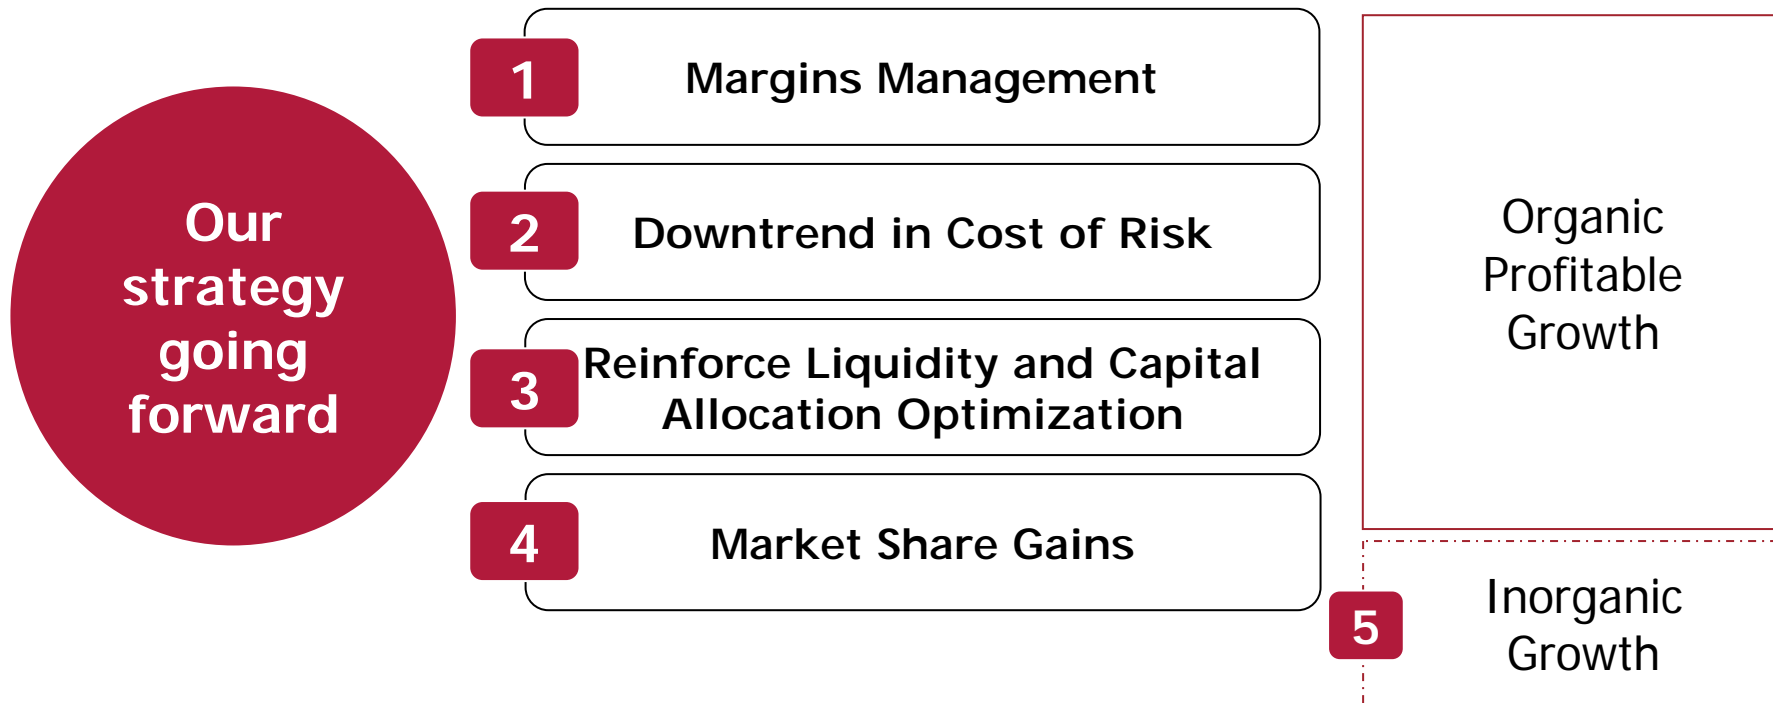 Our
strategy
going
forward
1
Margins Management
2
Downtrend in Cost of Risk
3
Reinforce Liquidity and Capital
Allocation Optimization
4
Market Share Gains
Organic
Profitable
Growth
5
Inorganic
Growth